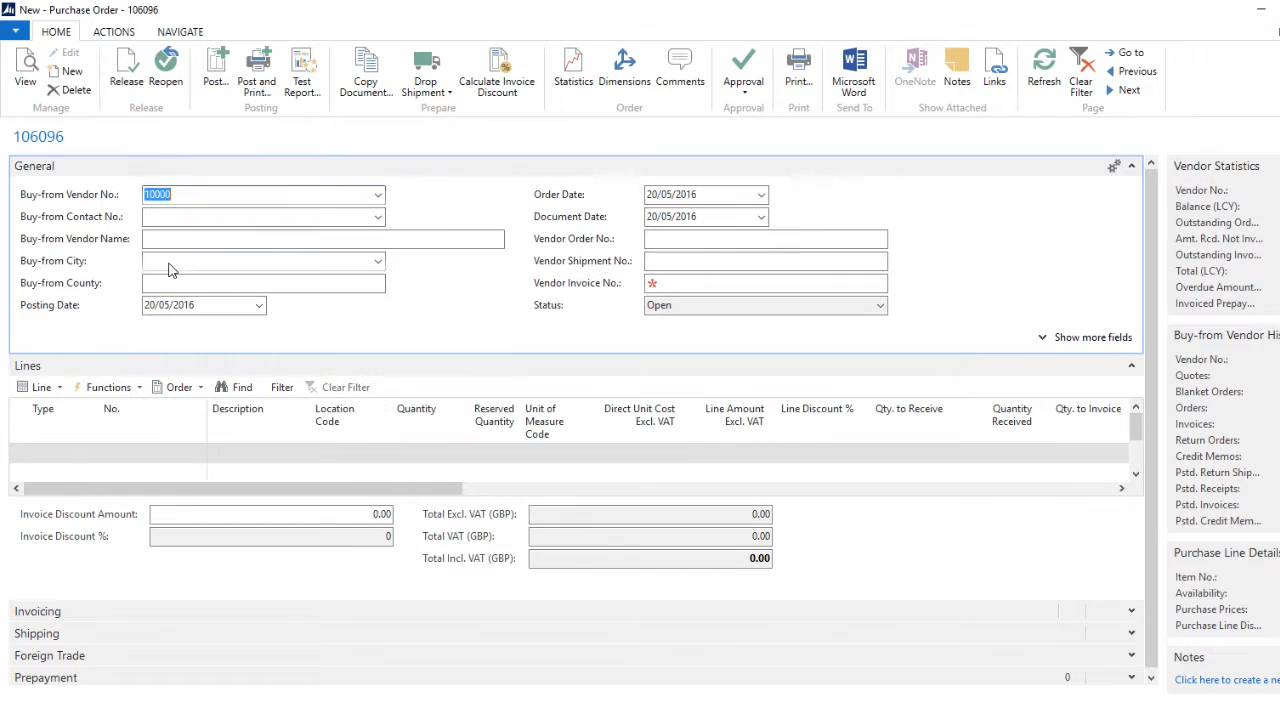 New - Purchase Order - 106096
HOME ACTIONS NAVIGATE
View Edit New Delete Release Reopen Post... Post and Print... Test Report... Copy Document... Drop Shipment Calculate Invoice Discount Statistics Dimensions Comments Approval Print... Microsoft Word OneNote Notes Links Refresh Clear Filter Go to Previous Next
Manage Release Posting Prepare Order Approval Print Send To Show Attached Page
106096
General
Buy-from Vendor No.: 10000
Buy-from Contact No.:
Buy-from Vendor Name:
Buy-from City:
Buy-from County:
Posting Date: 20/05/2016
Order Date: 20/05/2016
Document Date: 20/05/2016
Vendor Order No.:
Vendor Shipment No.:
Vendor Invoice No.: *
Status: Open
Show more fields
Lines
Line Functions Order Find Filter Clear Filter
Type No. Description Location Code Quantity Reserved Quantity Unit of Measure Code Direct Unit Cost Excl. VAT Line Amount Excl. VAT Line Discount % Qty. to Receive Quantity Received Qty. to Invoice
Invoice Discount Amount: 0.00
Invoice Discount %: 0
Total Excl. VAT (GBP): 0.00
Total VAT (GBP): 0.00
Total Incl. VAT (GBP): 0.00
Invoicing
Shipping
Foreign Trade
Prepayment 0
Vendor Statistics
Vendor No.:
Balance (LCY):
Outstanding Ord...
Amt. Rcd. Not Inv...
Outstanding Invo...
Total (LCY):
Overdue Amount...
Invoiced Prepay...
Buy-from Vendor Hi
Vendor No.:
Quotes:
Blanket Orders:
Orders:
Invoices:
Return Orders:
Credit Memos:
Pstd. Return Ship...
Pstd. Receipts:
Pstd. Invoices:
Pstd. Credit Mem...
Purchase Line Details
Item No.:
Availability:
Purchase Prices:
Purchase Line Dis...
Notes
Click here to create a ne